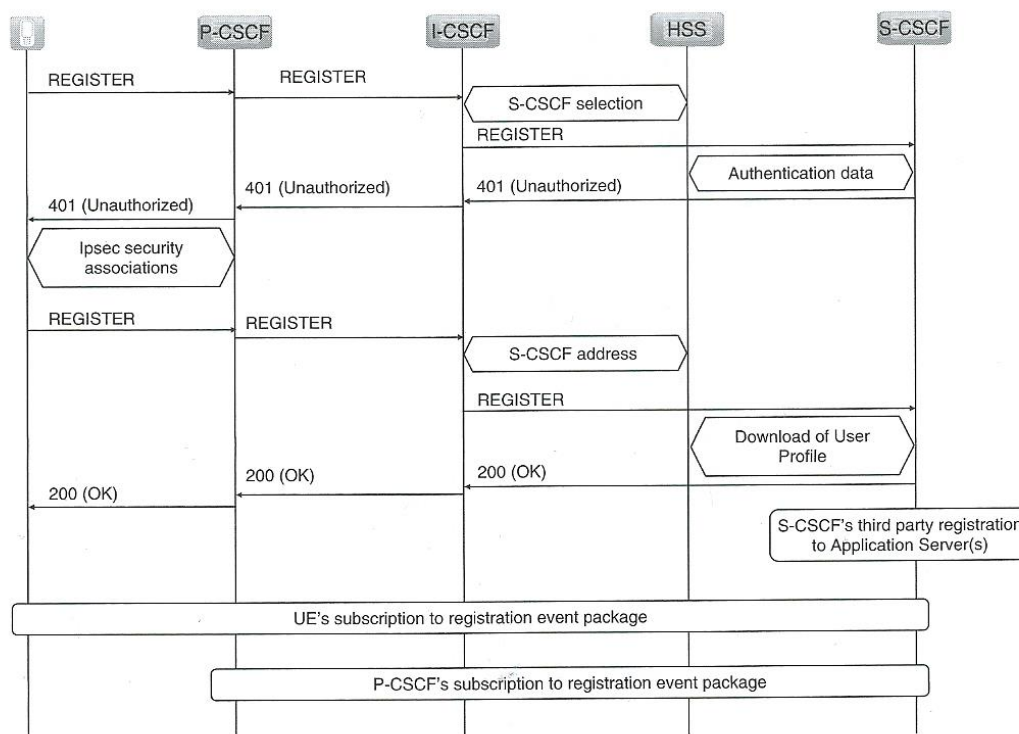 P-CSCF
I-CSCF
HSS
S-CSCF
REGISTER
REGISTER
S-CSCF selection
REGISTER
Authentication data
401 (Unauthorized)
401 (Unauthorized)
401 (Unauthorized)
Ipsec security
associations
REGISTER
REGISTER
S-CSCF address
REGISTER
Download of User
Profile
200 (OK)
200 (OK)
200 (OK)
S-CSCF's third party registration
to Application Server(s)
UE's subscription to registration event package
P-CSCF's subscription to registration event package